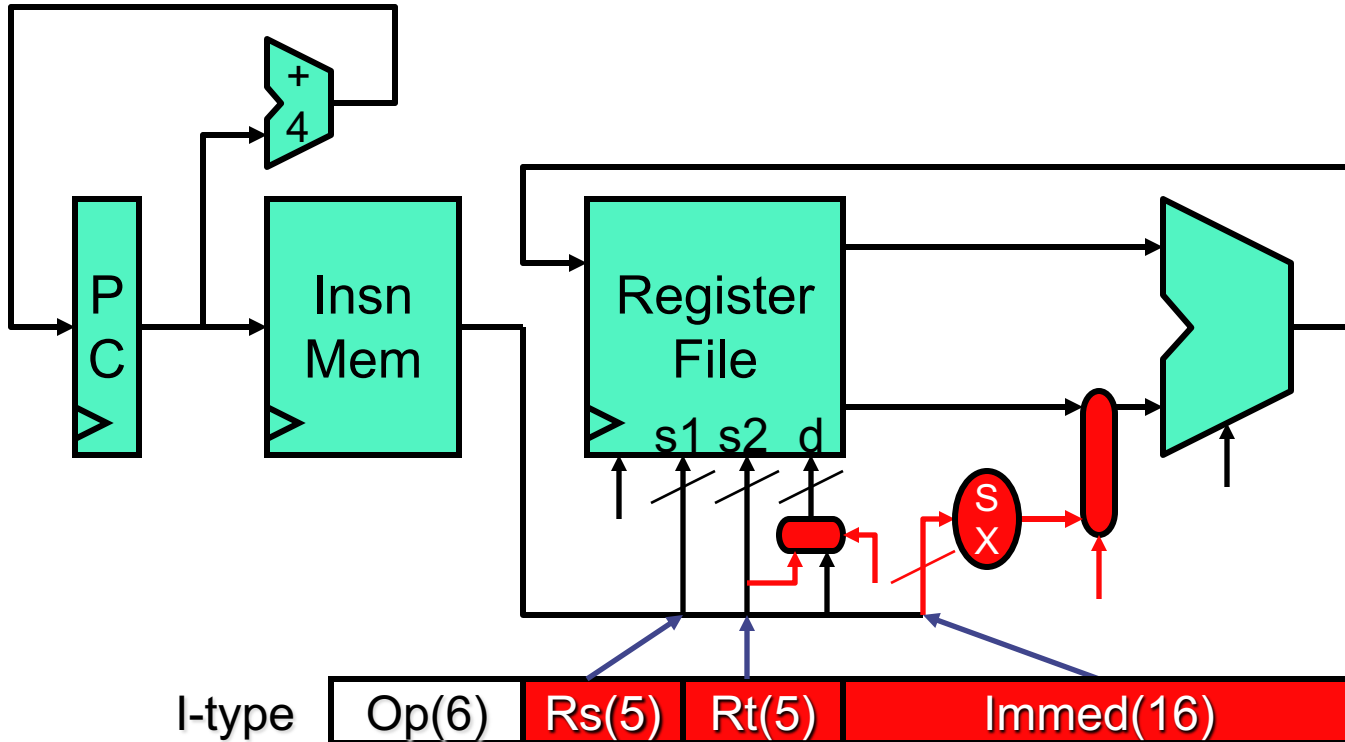 +
4
P
C
Insn
Mem
Register
File
s1 s2 d
S
X
I-type Op(6) Rs(5) Rt(5) Immed(16)